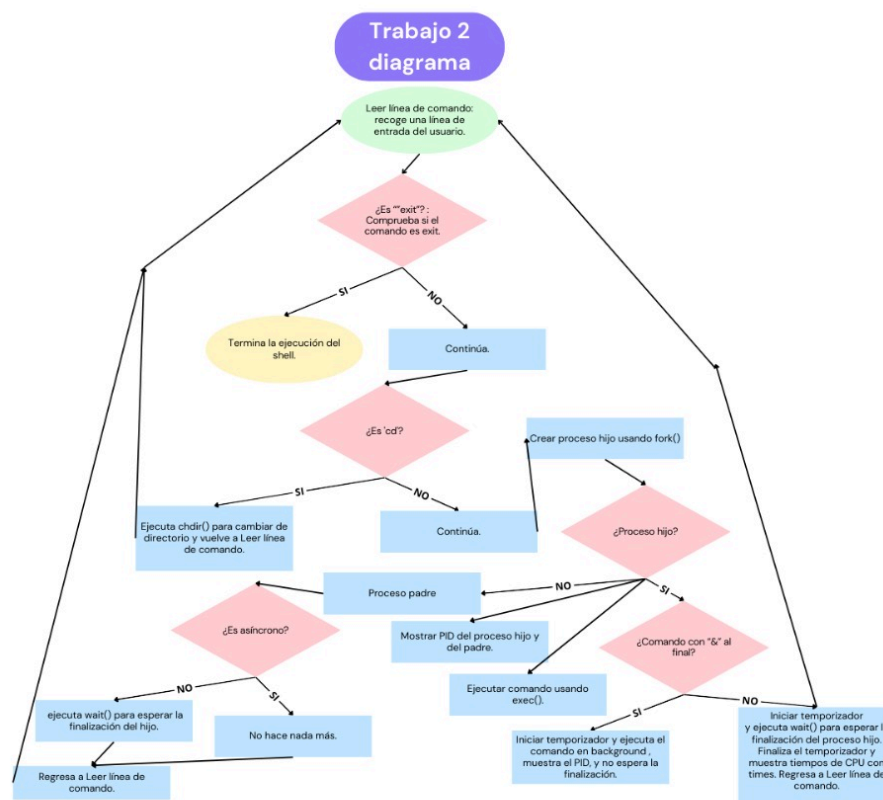 Trabajo 2
diagrama
Leer línea de comando:
recoge una línea de
entrada del usuario.
¿Es “”exit”? :
Comprueba si el
comando es exit.
SI
NO
Termina la ejecución del
shell.
Continúa.
¿Es 'cd'?
SI
NO
Ejecuta chdir() para cambiar de
directorio y vuelve a Leer línea
de comando.
Continúa.
Crear proceso hijo usando fork()
¿Proceso hijo?
NO
SI
Proceso padre
¿Es asíncrono?
NO
SI
ejecuta wait() para esperar la
finalización del hijo.
No hace nada más.
Regresa a Leer línea de
comando.
Mostrar PID del proceso hijo y
del padre.
Ejecutar comando usando
exec().
¿Comando con “&” al
final?
SI
NO
Iniciar temporizador y ejecuta el
comando en background ,
muestra el PID, y no espera la
finalización.
Iniciar temporizador
y ejecuta wait() para esperar l
finalización del proceso hijo.
Finaliza el temporizador y
muestra tiempos de CPU con
times. Regresa a Leer línea de
comando.